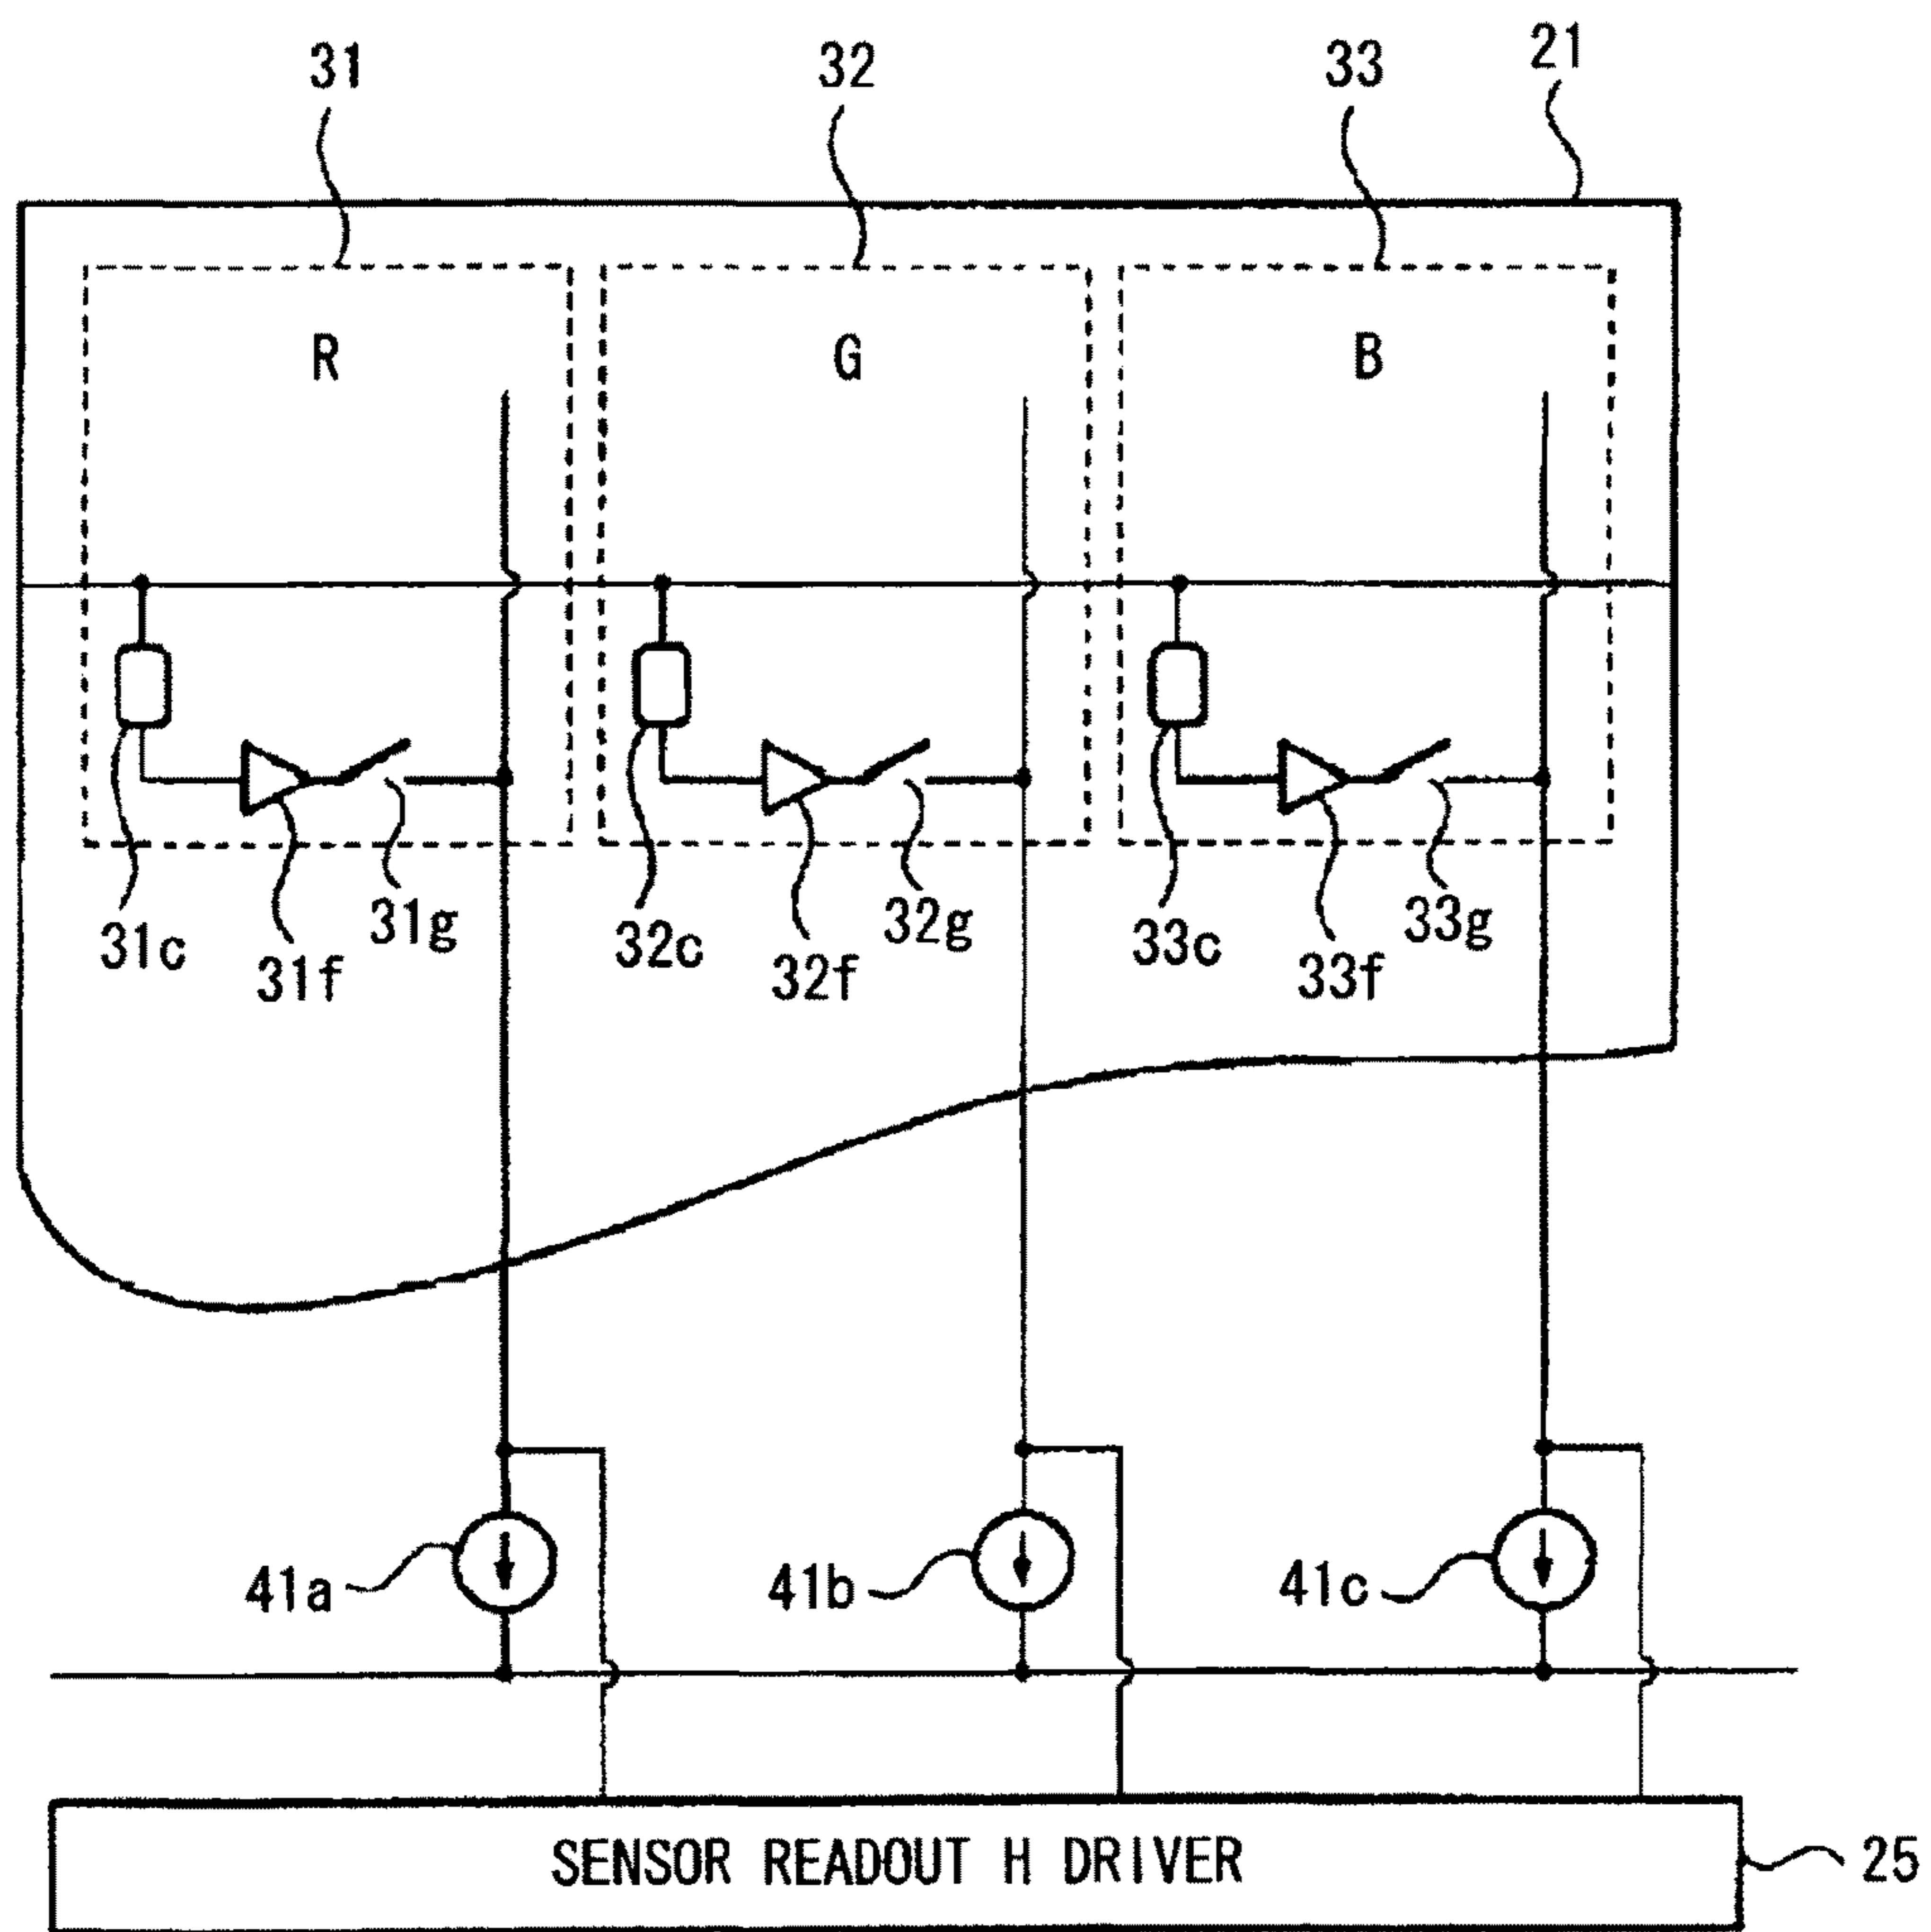 31 32 33 21
R G B
31c 31f 31g 32c 32f 32g 33c 33f 33g
41a 41b 41c
SENSOR READOUT H DRIVER 25